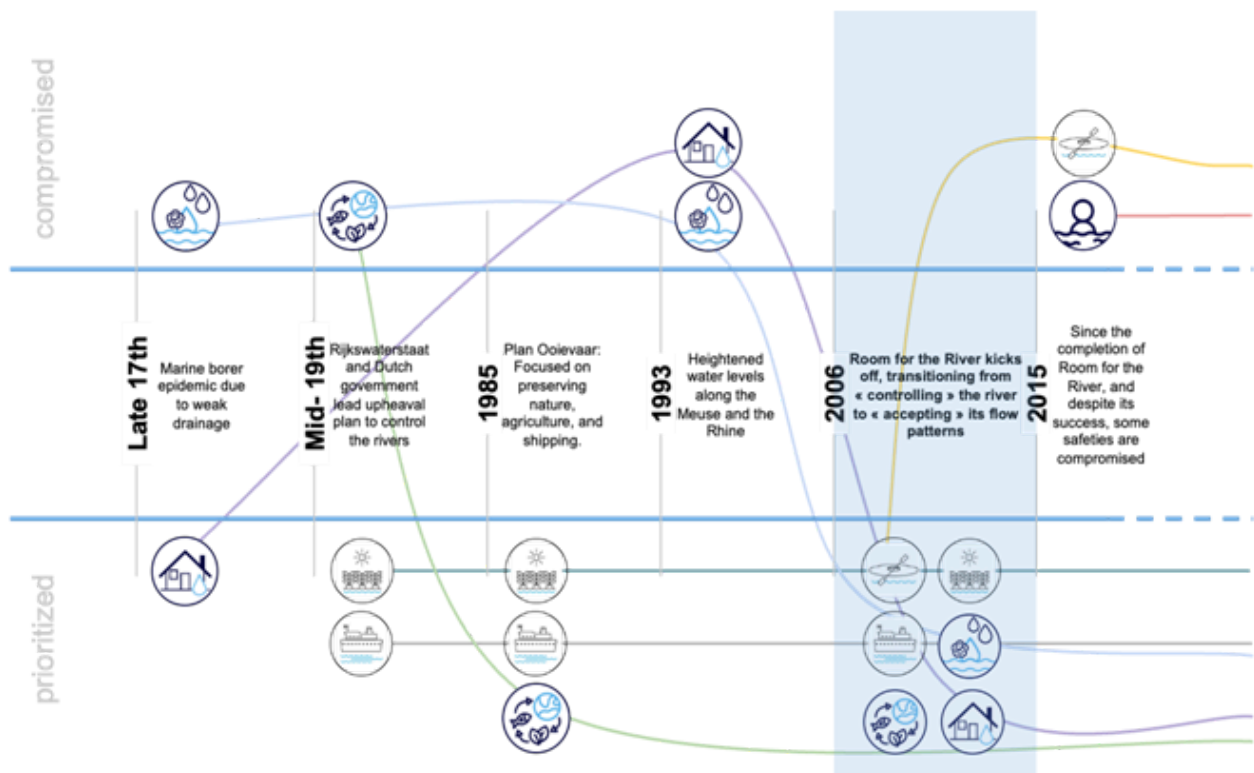 compromised
Late 17th
Marine borer
epidemic due
to weak
drainage
Mid- 19th
Rijkswaterstaat
and Dutch
government
lead upheaval
plan to control
the rivers
1985
Plan Ooievaar:
Focused on
preserving
nature,
agriculture, and
shipping.
1993
Heightened
water levels
along the
Meuse and the
Rhine
2006
Room for the River kicks
off, transitioning from
« controlling » the river
to « accepting » its flow
patterns
2015
Since the
completion of
Room for the
River, and
despite its
success, some
safeties are
compromised
prioritized